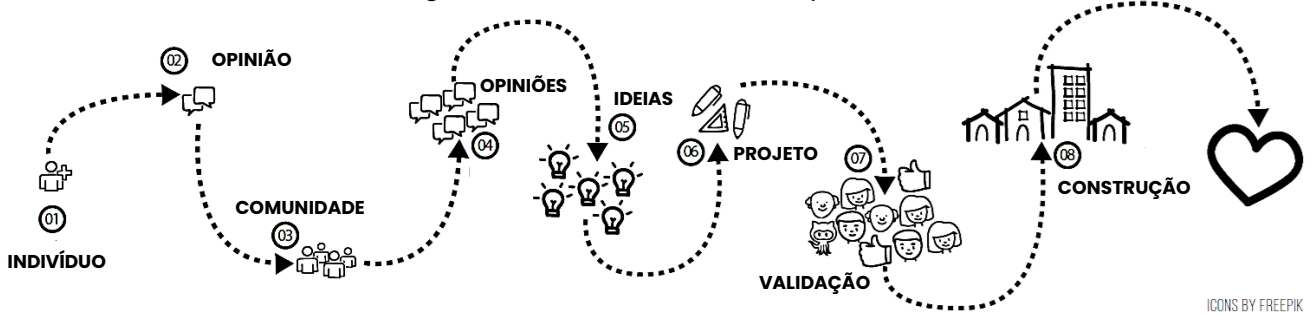 01
INDIVÍDUO
02
OPINIÃO
COMUNIDADE
03
OPINIÕES
04
IDEIAS
05
06
PROJETO
07
VALIDAÇÃO
08
CONSTRUÇÃO
ICONS BY FREEPIK